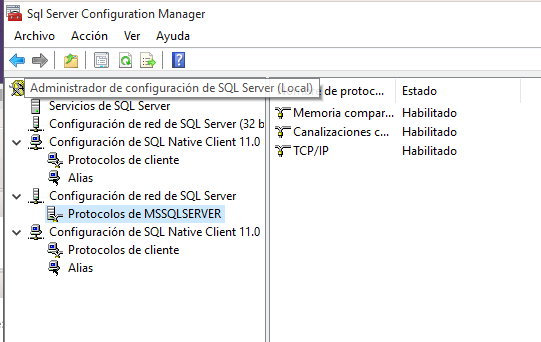 Sql Server Configuration Manager
Archivo Acción Ver Ayuda
Administrador de configuración de SQL Server (Local)
Servicios de SQL Server
Configuración de red de SQL Server (32 b
Configuración de SQL Native Client 11.0
Protocolos de cliente
Alias
Configuración de red de SQL Server
Protocolos de MSSQLSERVER
Configuración de SQL Native Client 11.0
Protocolos de cliente
Alias
de protoc... Estado
Memoria compar... Habilitado
Canalizaciones c... Habilitado
TCP/IP Habilitado